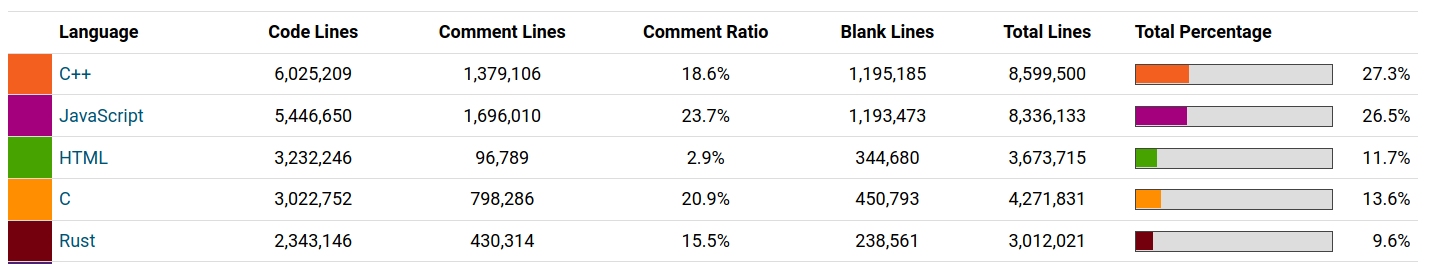 Language Code Lines Comment Lines Comment Ratio Blank Lines Total Lines Total Percentage
C++ 6,025,209 1,379,106 18.6% 1,195,185 8,599,500 27.3%
JavaScript 5,446,650 1,696,010 23.7% 1,193,473 8,336,133 26.5%
HTML 3,232,246 96,789 2.9% 344,680 3,673,715 11.7%
C 3,022,752 798,286 20.9% 450,793 4,271,831 13.6%
Rust 2,343,146 430,314 15.5% 238,561 3,012,021 9.6%